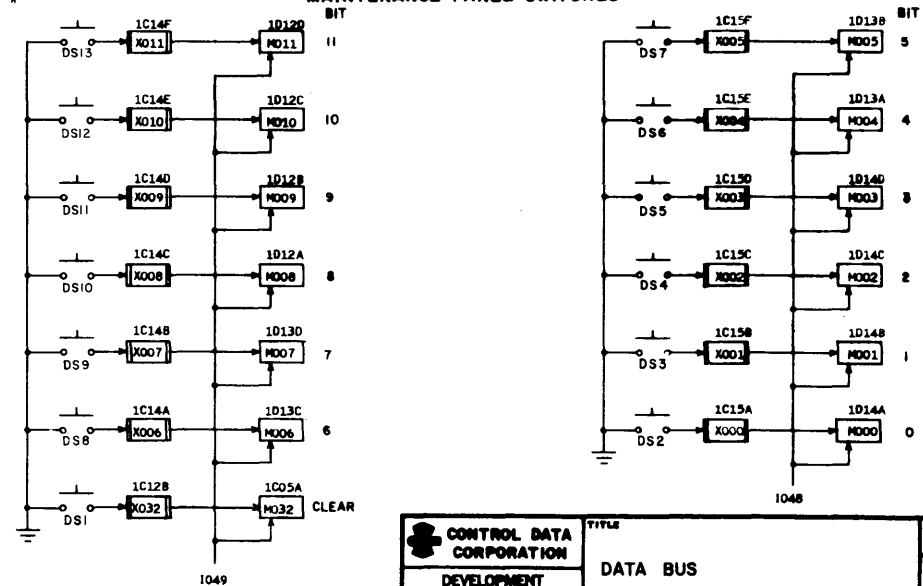 MAINTENANCE PANEL SWITCHES
BIT
1C14F
1D12D
DS13
X011
M011
11
1C14E
1D12C
DS12
X010
M010
10
1C14D
1D12B
DS11
X009
M009
9
1C14C
1D12A
DS10
X008
M008
8
1C14B
1D13D
DS9
X007
M007
7
1C14A
1D13C
DS8
X006
M006
6
1C12B
1C05A
DS1
X032
M032
CLEAR
1049
BIT
1C15F
1D13B
DS7
X005
M005
5
1C15E
1D13A
DS6
X004
M004
4
1C15D
1D14D
DS5
X003
M003
3
1C15C
1D14C
DS4
X002
M002
2
1C15B
1D14B
DS3
X001
M001
1
1C15A
1D14A
DS2
X000
M000
0
1048
CONTROL DATA
CORPORATION
DEVELOPMENT
TITLE
DATA BUS